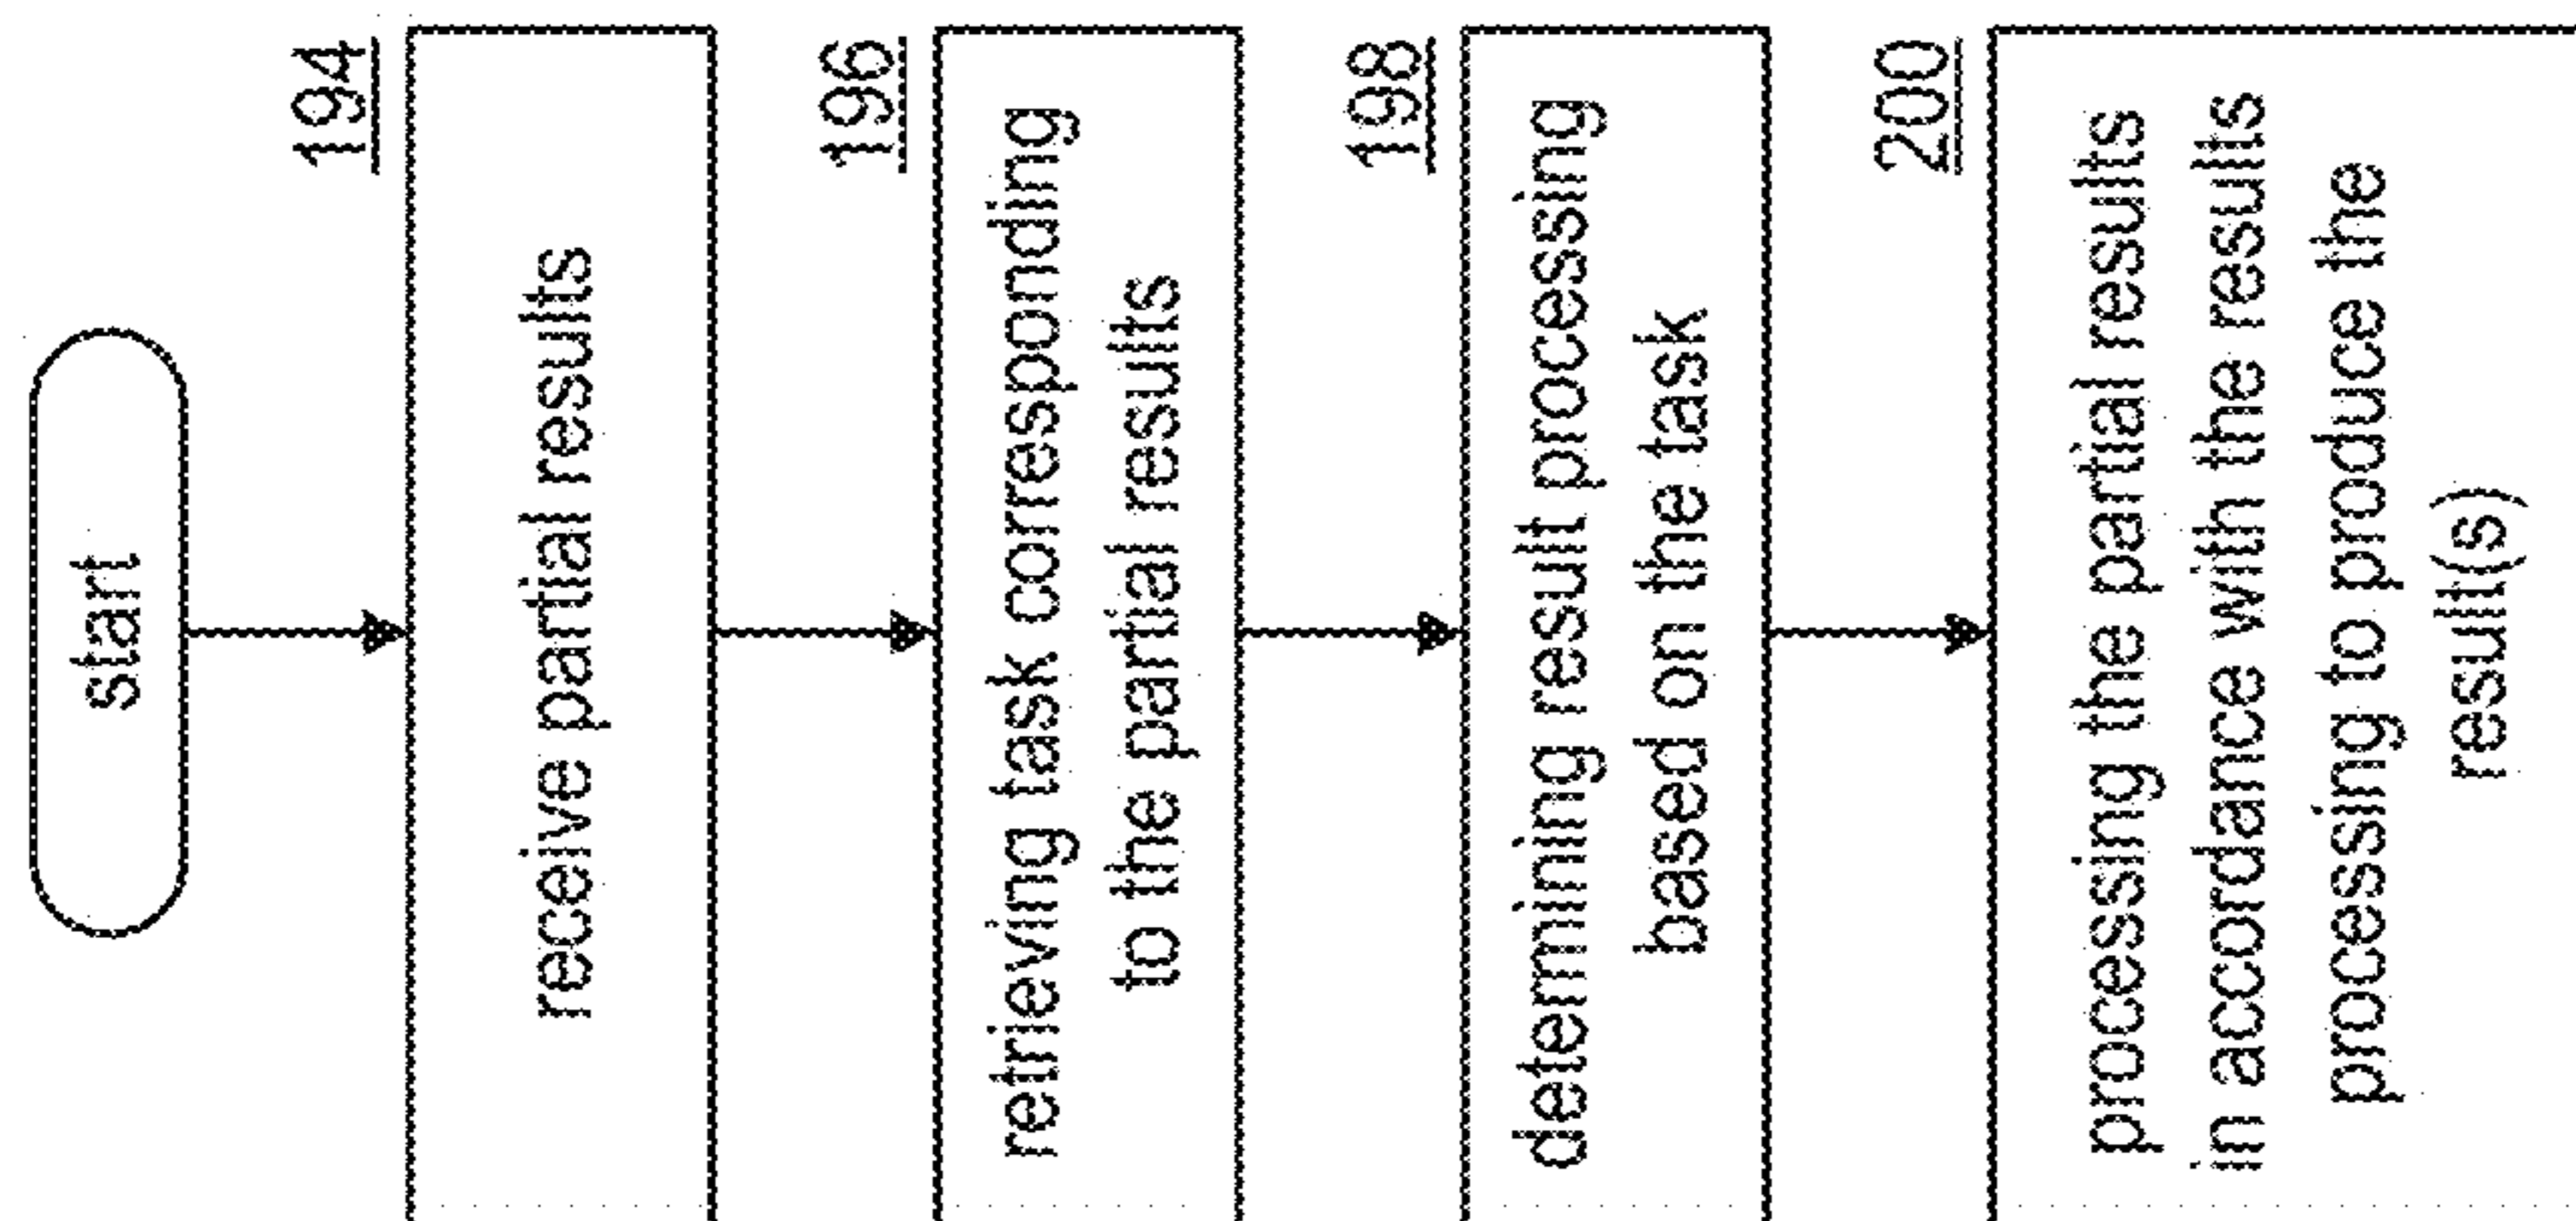 start
194
receive partial results
196
retrieving task corresponding
to the partial results
198
determining result processing
based on the task
200
processing the partial results
in accordance with the results
processing to produce the
result(s)